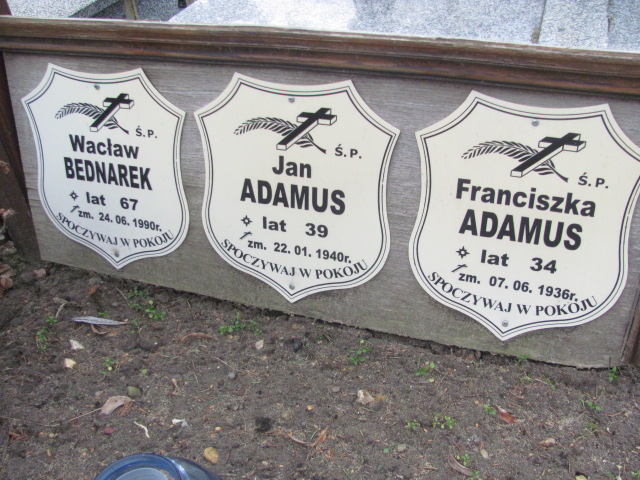 Ś.P.
Wacław
BEDNAREK
lat 67
zm. 24.06.1990r.
SPOCZYWAJ W POKOJU
Ś.P.
Jan
ADAMUS
lat 39
zm. 22.01.1940r.
SPOCZYWAJ W POKOJU
Ś.P.
Franciszka
ADAMUS
lat 34
zm. 07.06.1936r.
SPOCZYWAJ W POKOJU